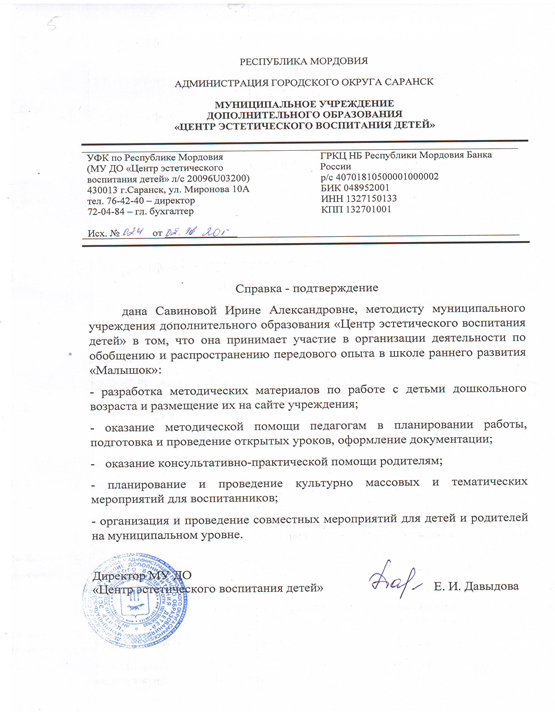 5
РЕСПУБЛИКА МОРДОВИЯ
АДМИНИСТРАЦИЯ ГОРОДСКОГО ОКРУГА САРАНСК
МУНИЦИПАЛЬНОЕ УЧРЕЖДЕНИЕ
ДОПОЛНИТЕЛЬНОГО ОБРАЗОВАНИЯ
«ЦЕНТР ЭСТЕТИЧЕСКОГО ВОСПИТАНИЯ ДЕТЕЙ»
УФК по Республике Мордовия
(МУ ДО «Центр эстетического
воспитания детей» л/с 20096U03200)
430013 г.Саранск, ул. Миронова 10А
тел. 76-42-40 – директор
72-04-84 – гл. бухгалтер
Исх. № 024 от 02. 20г
ГРКЦ НБ Республики Мордовия Банка
России
р/с 40701810500001000002
БИК 048952001
ИНН 1327150133
КПП 132701001
Справка - подтверждение
дана Савиновой Ирине Александровне, методисту муниципального
учреждения дополнительного образования «Центр эстетического воспитания
детей» в том, что она принимает участие в организации деятельности по
обобщению и распространению передового опыта в школе раннего развития
«Малышок»:
- разработка методических материалов по работе с детьми дошкольного
возраста и размещение их на сайте учреждения;
- оказание методической помощи педагогам в планировании работы,
подготовка и проведение открытых уроков, оформление документации;
- оказание консультативно-практической помощи родителям;
- планирование и проведение культурно массовых и тематических
мероприятий для воспитанников;
- организация и проведение совместных мероприятий для детей и родителей
на муниципальном уровне.
Директор МУ ДО
«Центр эстетического воспитания детей» Е. И. Давыдова